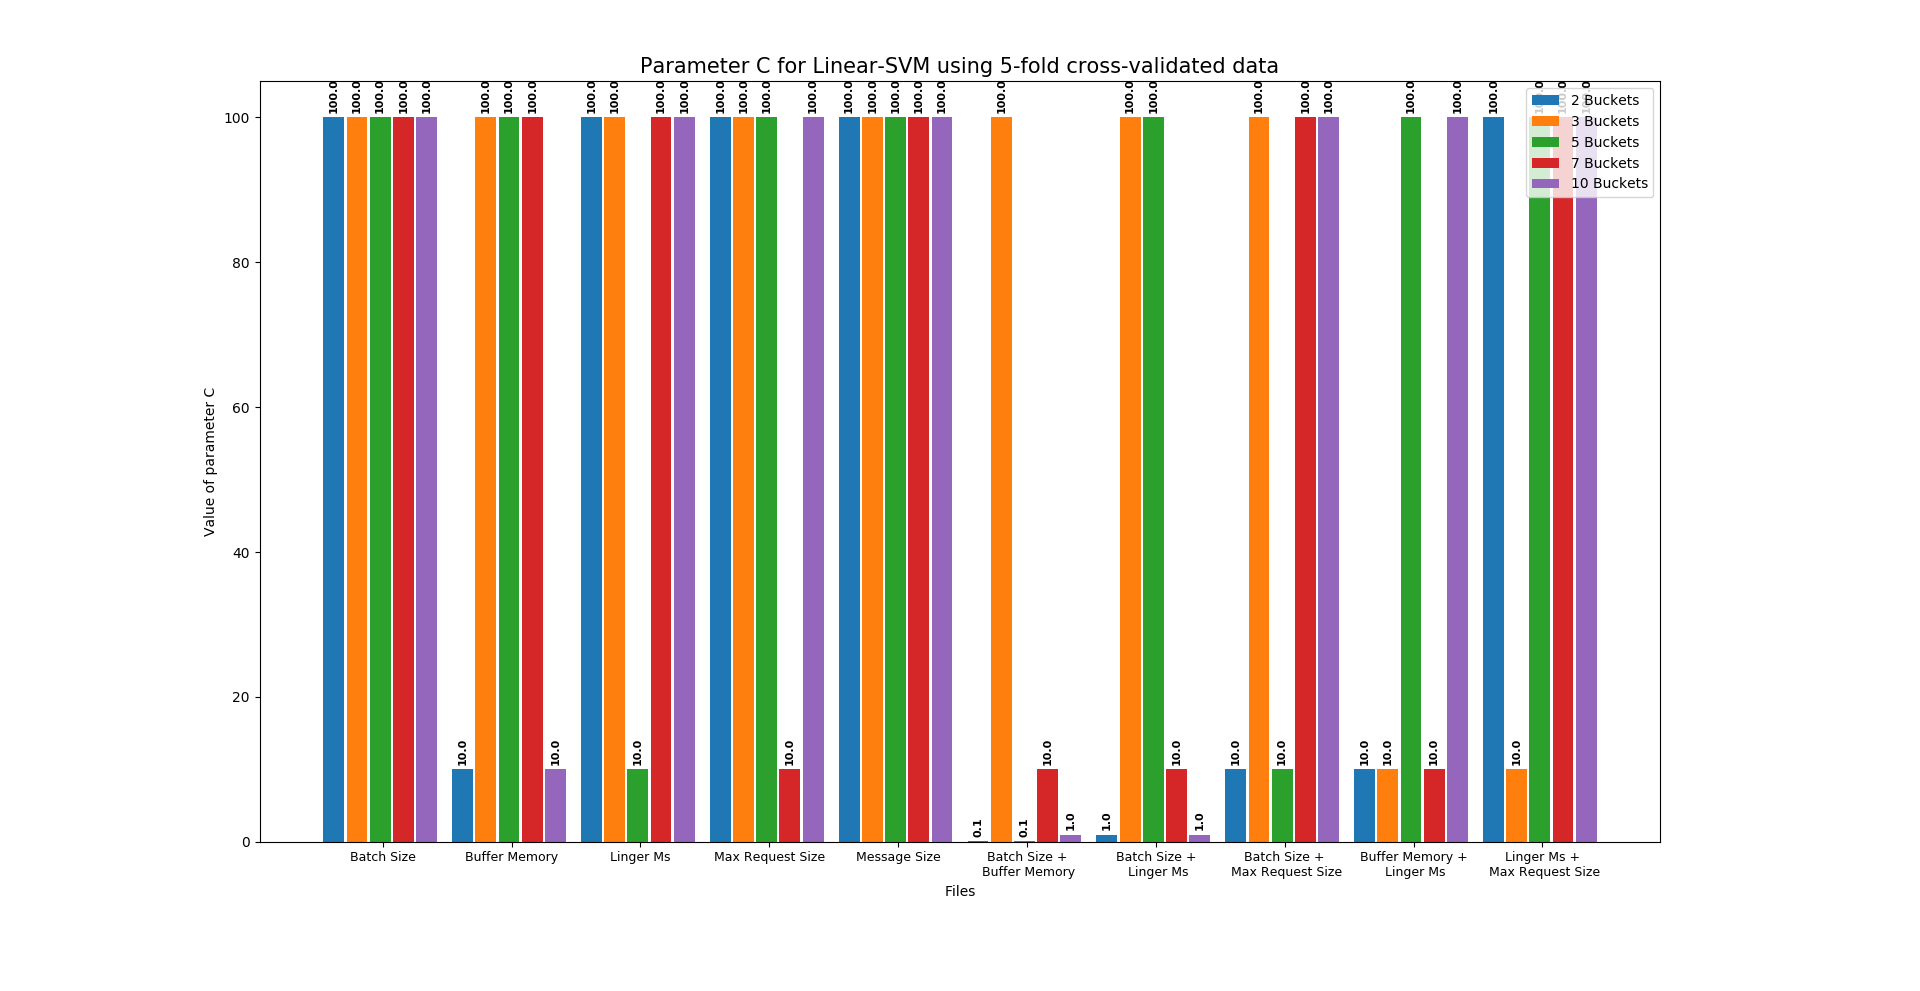 Parameter C for Linear-SVM using 5-fold cross-validated data
100.0 100.0 100.0 100.0 100.0 100.0 100.0 100.0 100.0 100.0 100.0 100.0 100.0 100.0 100.0 100.0 100.0 100.0 100.0 100.0 100.0 100.0 100.0 100.0 100.0 100.0 100.0 100.0 100.0 100.0
2 Buckets
3 Buckets
5 Buckets
7 Buckets
10 Buckets
100
80
60
40
20
0
Value of parameter C
10.0 10.0 10.0 10.0 10.0 10.0 10.0 10.0 10.0 10.0 10.0 10.0
0.1 0.1 1.0 1.0 1.0
Batch Size Buffer Memory Linger Ms Max Request Size Message Size Batch Size + Batch Size + Batch Size + Buffer Memory + Linger Ms +
Buffer Memory Linger Ms Max Request Size Linger Ms Max Request Size
Files